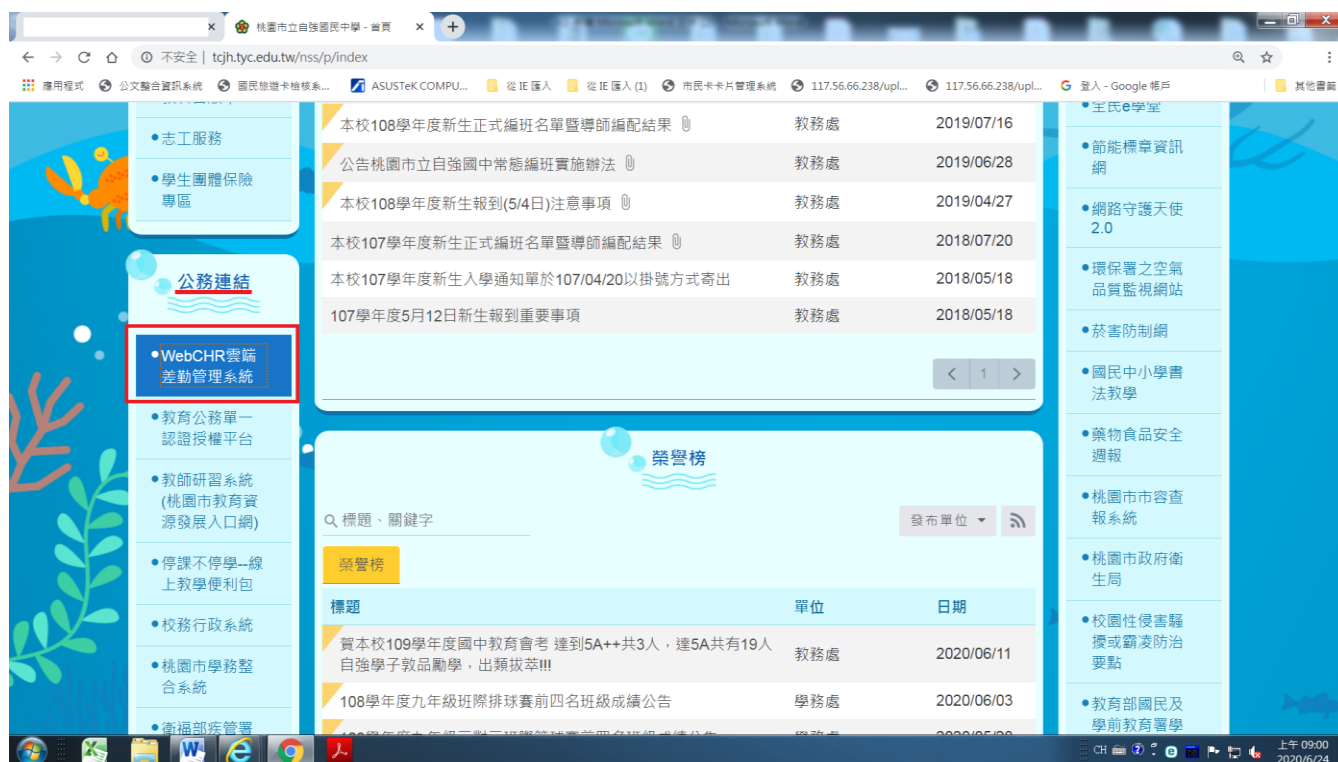 桃園市立自強國民中學 - 首頁
不安全 | tcjh.tyc.edu.tw/nss/p/index
應用程式 公文整合資訊系統 國民旅遊卡檢核系... ASUSTeK COMPU... 從 IE 匯入 從 IE 匯入 (1) 市民卡卡片管理系統 117.56.66.238/upl... 117.56.66.238/upl... 登入 - Google 帳戶 其他書籤
志工服務
學生團體保險
專區
公務連結
WebCHR雲端
差勤管理系統
教育公務單一
認證授權平台
教師研習系統
(桃園市教育資
源發展入口網)
停課不停學--線
上教學便利包
校務行政系統
桃園市學務整
合系統
衛福部疾管署
本校108學年度新生正式編班名單暨導師編配結果 教務處 2019/07/16
公告桃園市立自強國中常態編班實施辦法 教務處 2019/06/28
本校108學年度新生報到(5/4日)注意事項 教務處 2019/04/27
本校107學年度新生正式編班名單暨導師編配結果 教務處 2018/07/20
本校107學年度新生入學通知單於107/04/20以掛號方式寄出 教務處 2018/05/18
107學年度5月12日新生報到重要事項 教務處 2018/05/18
< 1 >
榮譽榜
標題、關鍵字 發布單位
榮譽榜
標題 單位 日期
賀本校109學年度國中教育會考 達到5A++共3人，達5A共有19人
自強學子敦品勵學，出類拔萃!!! 教務處 2020/06/11
108學年度九年級班際排球賽前四名班級成績公告 學務處 2020/06/03
全民e學堂
節能標章資訊
網
網路守護天使
2.0
環保署之空氣
品質監視網站
菸害防制網
國民中小學書
法教學
藥物食品安全
週報
桃園市市容查
報系統
桃園市政府衛
生局
校園性侵害騷
擾或霸凌防治
要點
教育部國民及
學前教育署學
CH
上午 09:00
2020/6/24